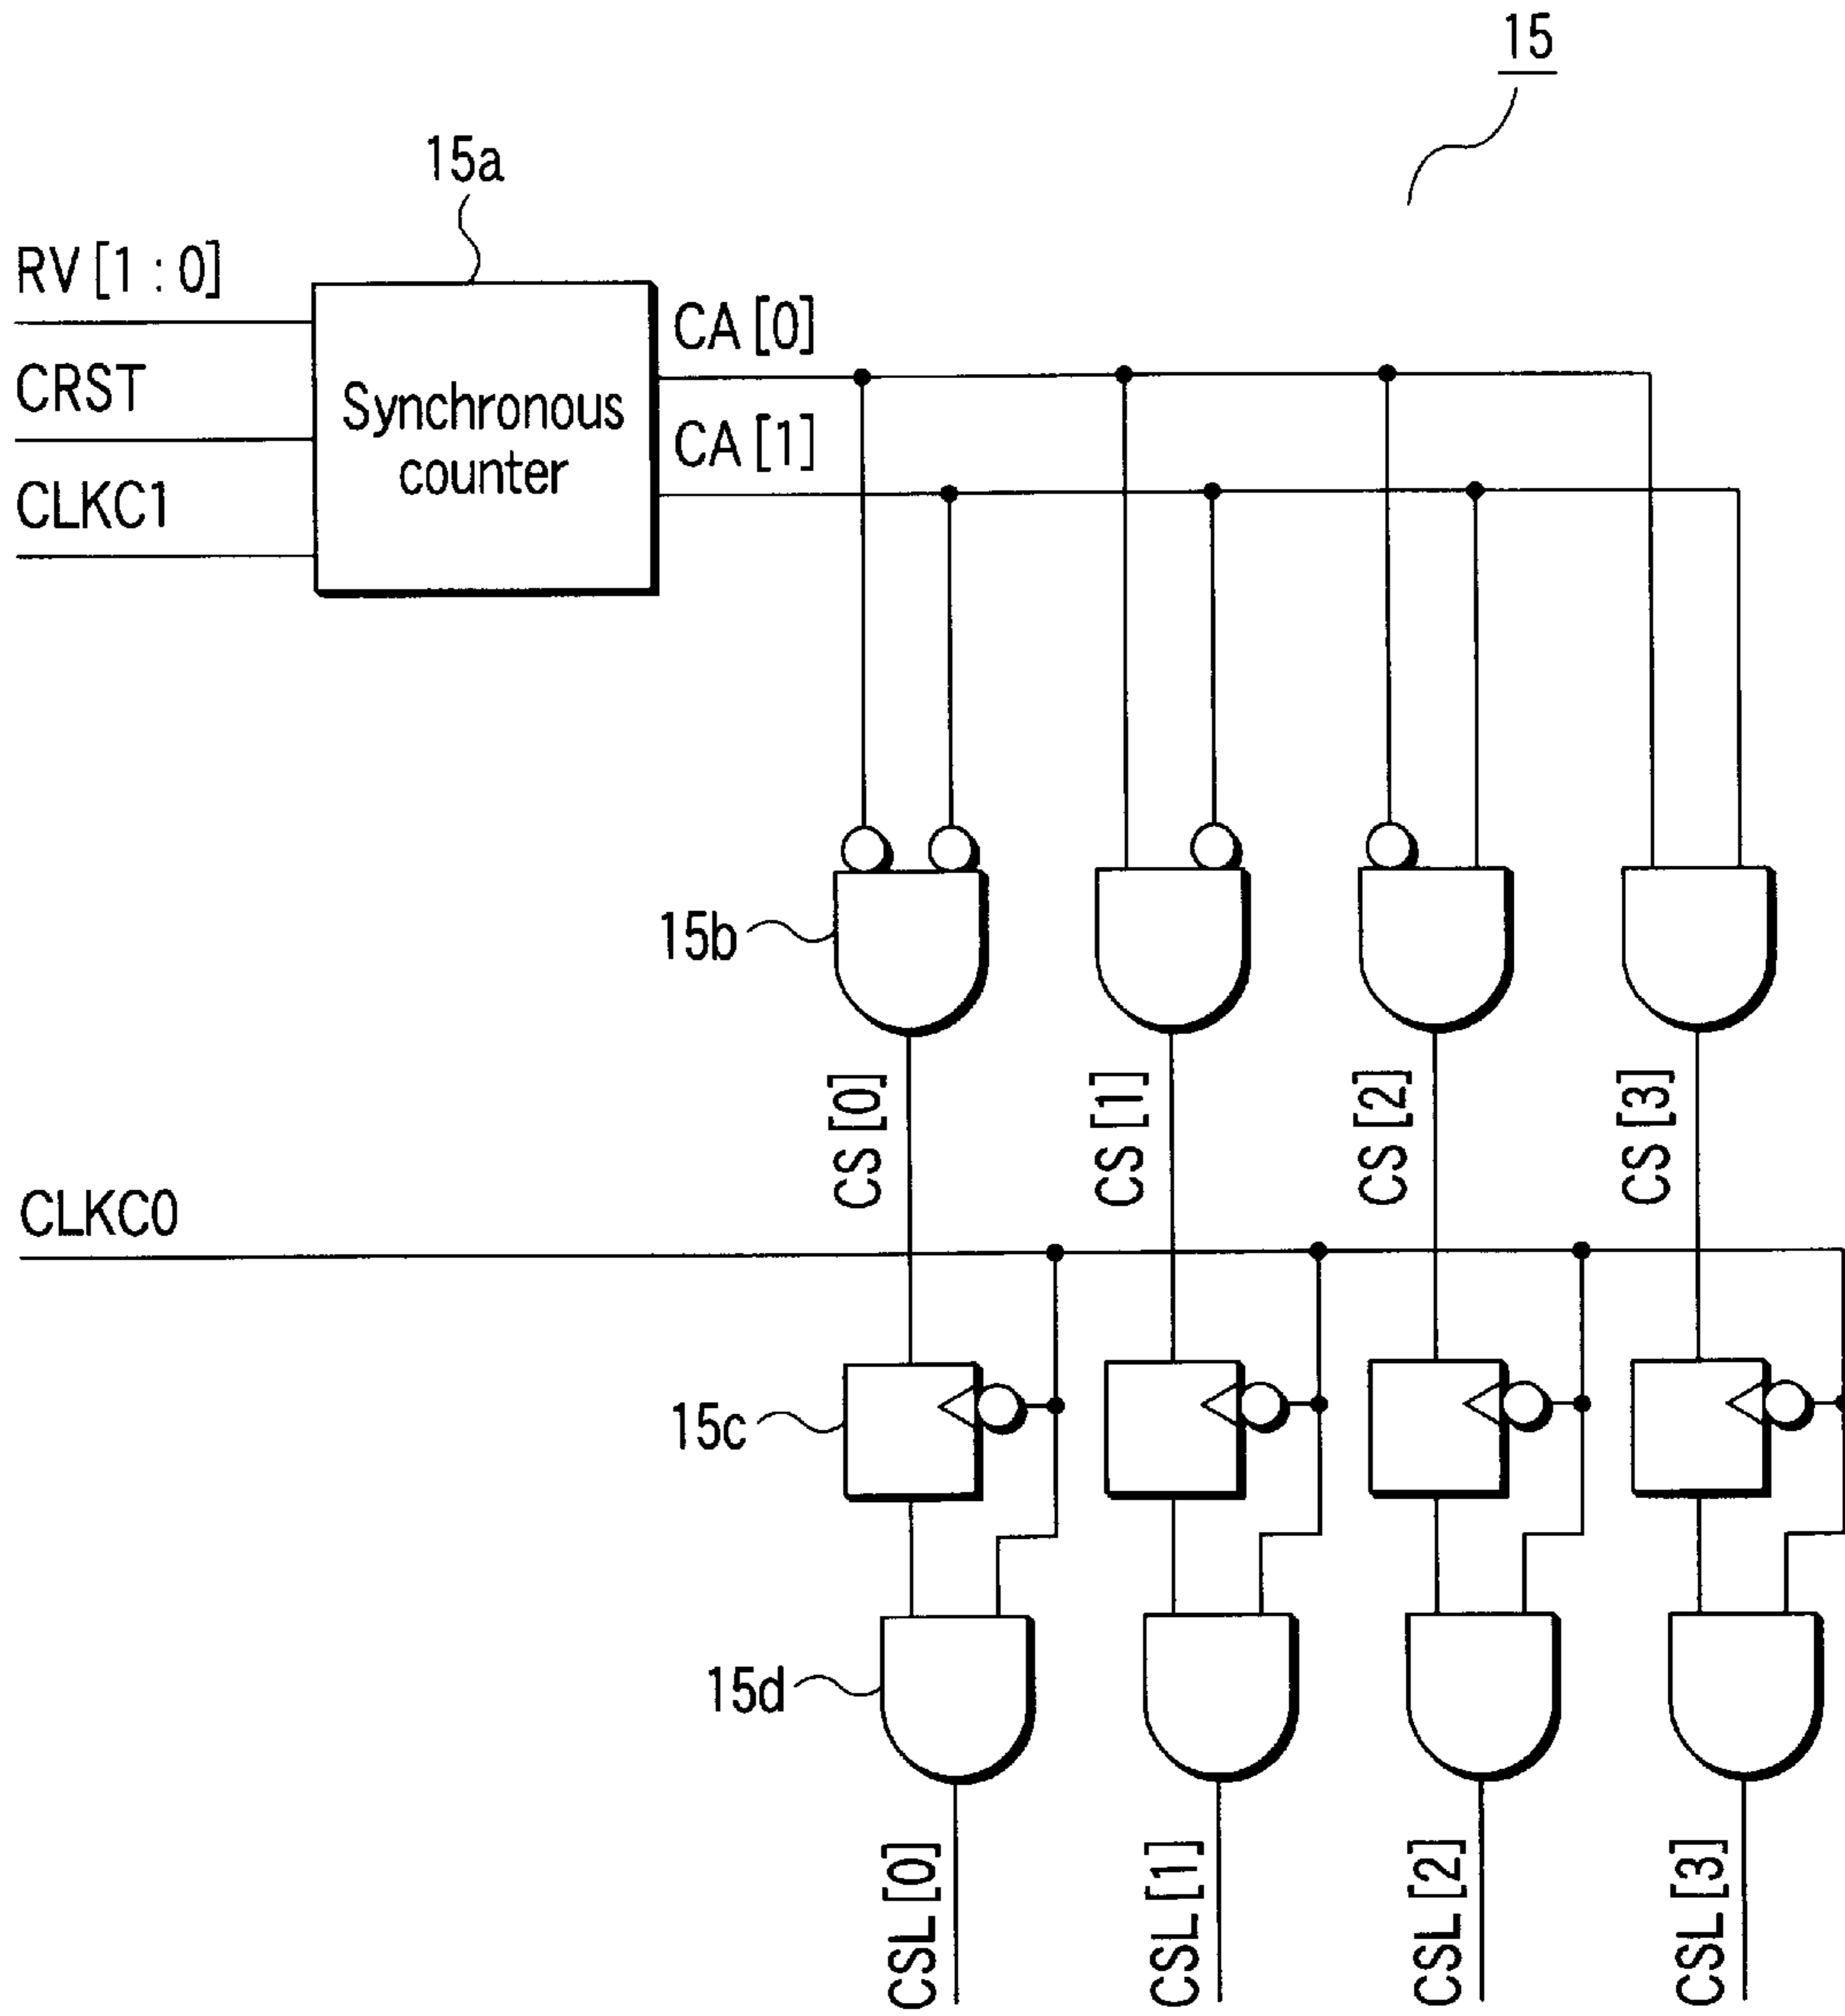 15
15a
RV [1 : 0]
CRST
CLKC1
Synchronous
counter
CA [0]
CA [1]
15b
CS [0]
CS [1]
CS [2]
CS [3]
CLKC0
15c
15d
CSL [0]
CSL [1]
CSL [2]
CSL [3]